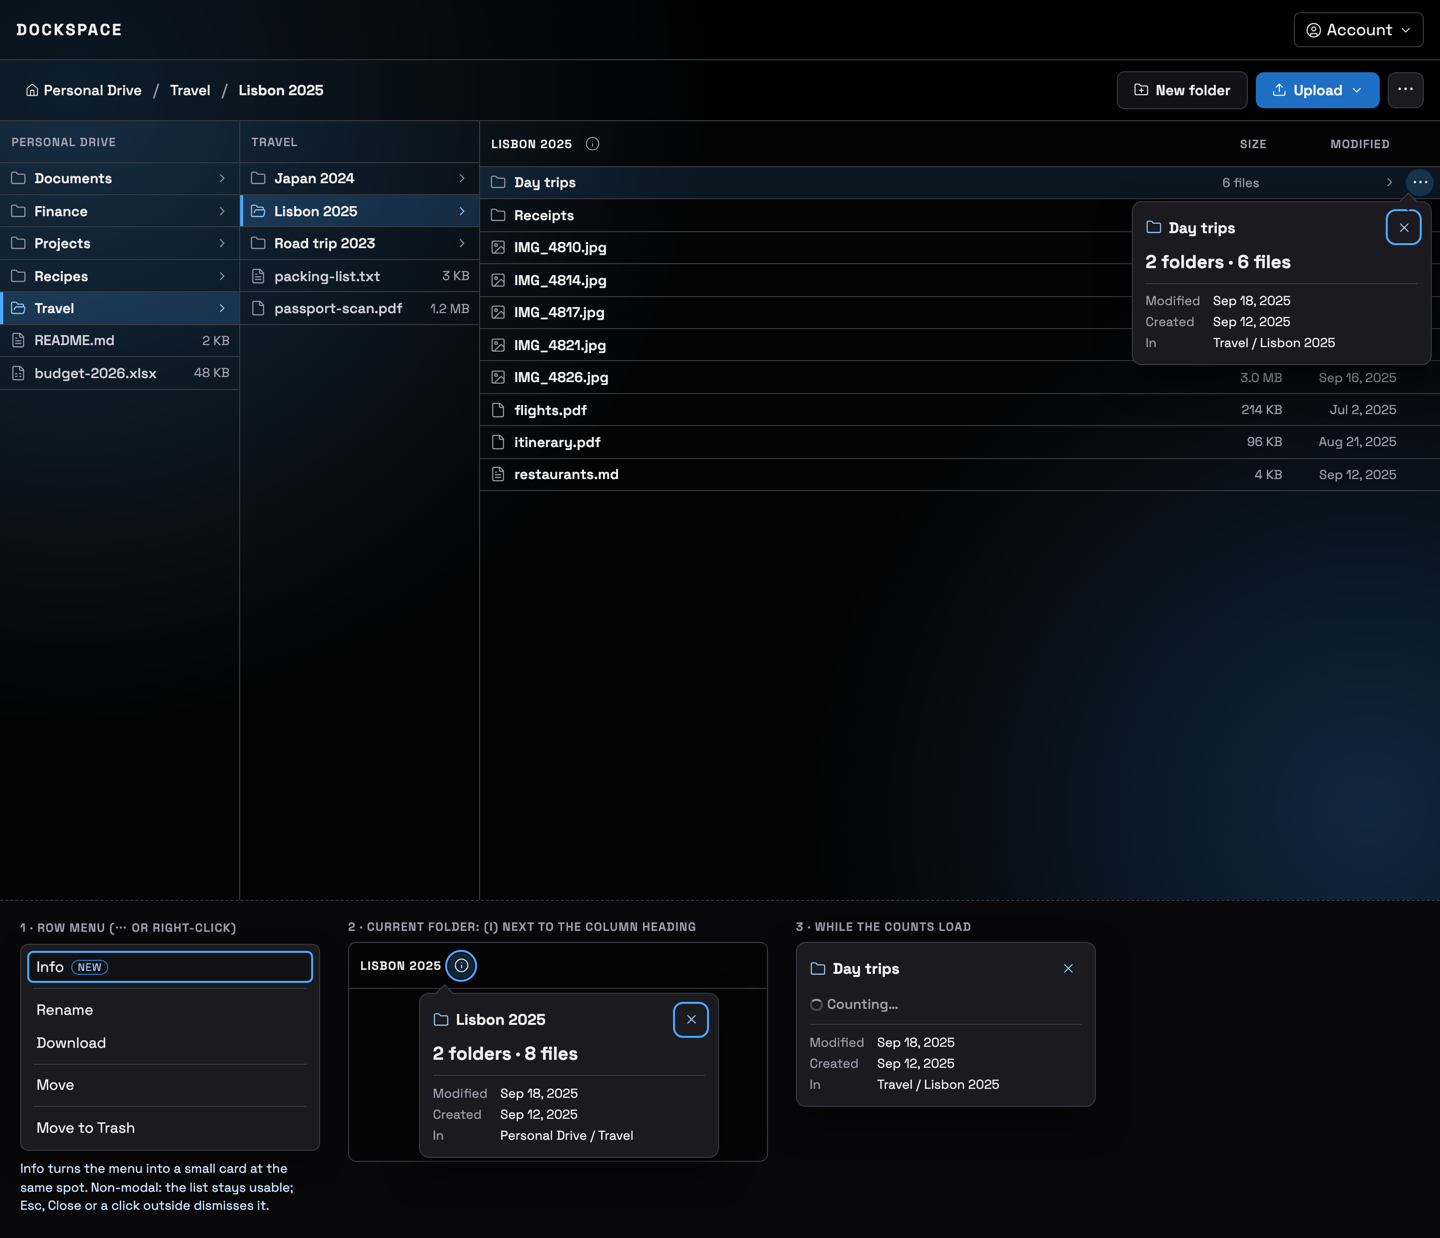 DOCKSPACE
Account
Personal Drive / Travel / Lisbon 2025
New folder
Upload
···
PERSONAL DRIVE
Documents
Finance
Projects
Recipes
Travel
README.md 2 KB
budget-2026.xlsx 48 KB
TRAVEL
Japan 2024
Lisbon 2025
Road trip 2023
packing-list.txt 3 KB
passport-scan.pdf 1.2 MB
LISBON 2025 SIZE MODIFIED
Day trips 6 files ···
Receipts
IMG_4810.jpg
IMG_4814.jpg
IMG_4817.jpg
IMG_4821.jpg
IMG_4826.jpg 3.0 MB Sep 16, 2025
flights.pdf 214 KB Jul 2, 2025
itinerary.pdf 96 KB Aug 21, 2025
restaurants.md 4 KB Sep 12, 2025
Day trips
2 folders · 6 files
Modified Sep 18, 2025
Created Sep 12, 2025
In Travel / Lisbon 2025
1 · ROW MENU (··· OR RIGHT-CLICK)
Info NEW
Rename
Download
Move
Move to Trash
Info turns the menu into a small card at the
same spot. Non-modal: the list stays usable;
Esc, Close or a click outside dismisses it.
2 · CURRENT FOLDER: (I) NEXT TO THE COLUMN HEADING
LISBON 2025
Lisbon 2025
2 folders · 8 files
Modified Sep 18, 2025
Created Sep 12, 2025
In Personal Drive / Travel
3 · WHILE THE COUNTS LOAD
Day trips
Counting…
Modified Sep 18, 2025
Created Sep 12, 2025
In Travel / Lisbon 2025